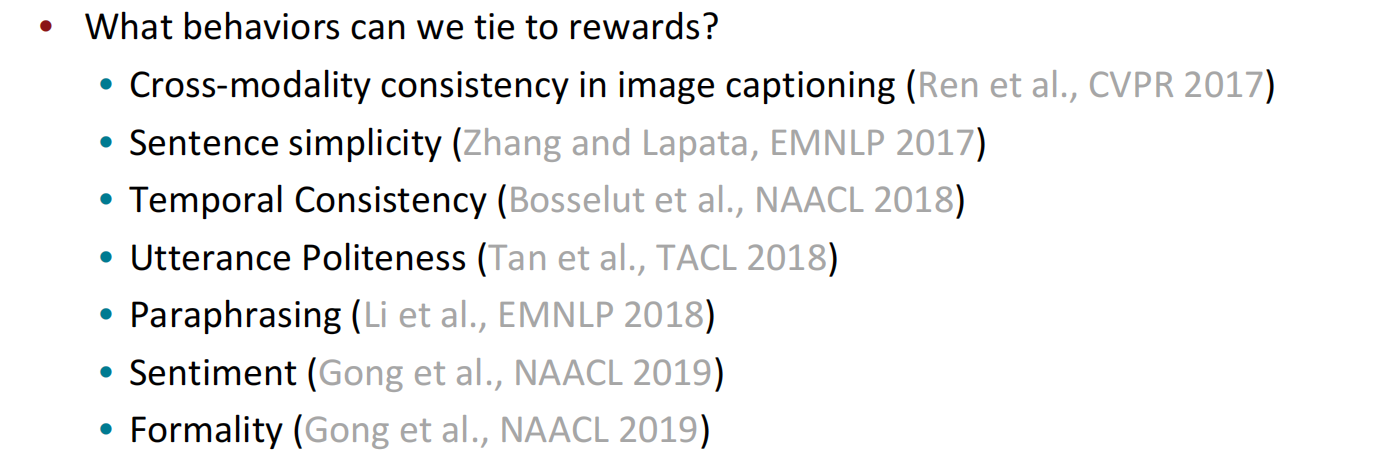 • What behaviors can we tie to rewards?
• Cross-modality consistency in image captioning (Ren et al., CVPR 2017)
• Sentence simplicity (Zhang and Lapata, EMNLP 2017)
• Temporal Consistency (Bosselut et al., NAACL 2018)
• Utterance Politeness (Tan et al., TACL 2018)
• Paraphrasing (Li et al., EMNLP 2018)
• Sentiment (Gong et al., NAACL 2019)
• Formality (Gong et al., NAACL 2019)